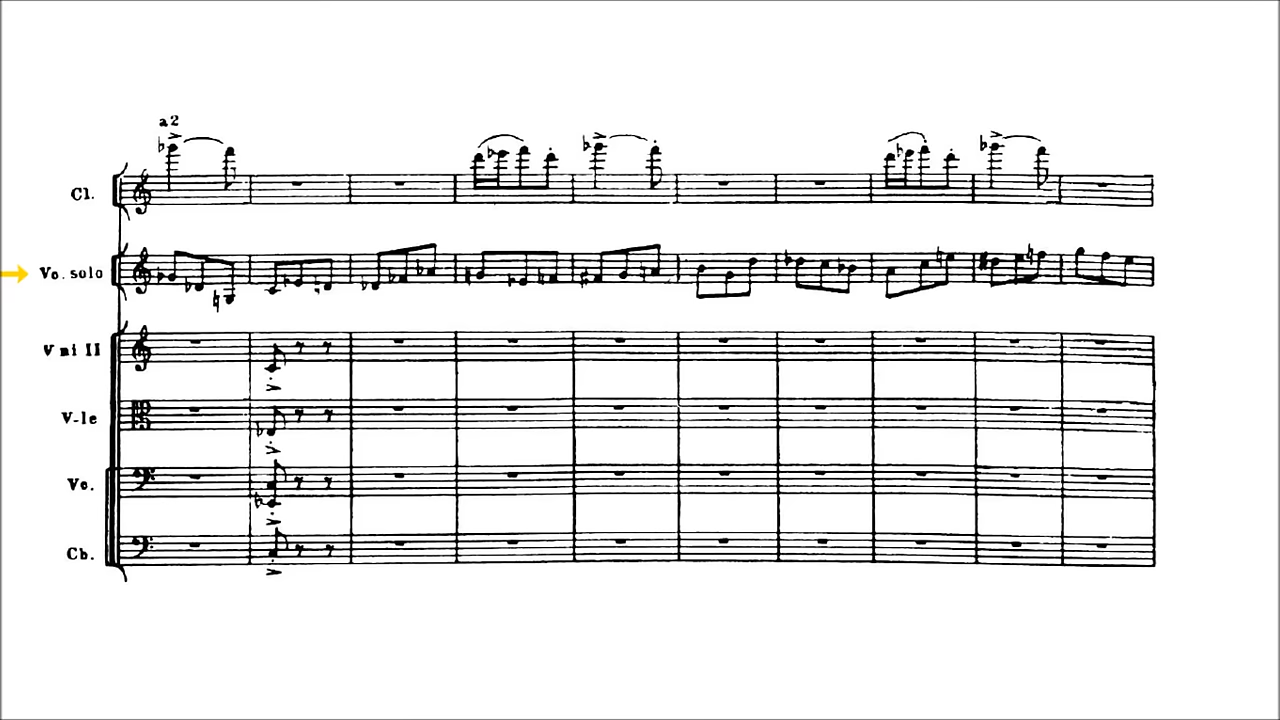 a2
Cl.
Vc. solo
V ni II
V-le
Vc.
Cb.